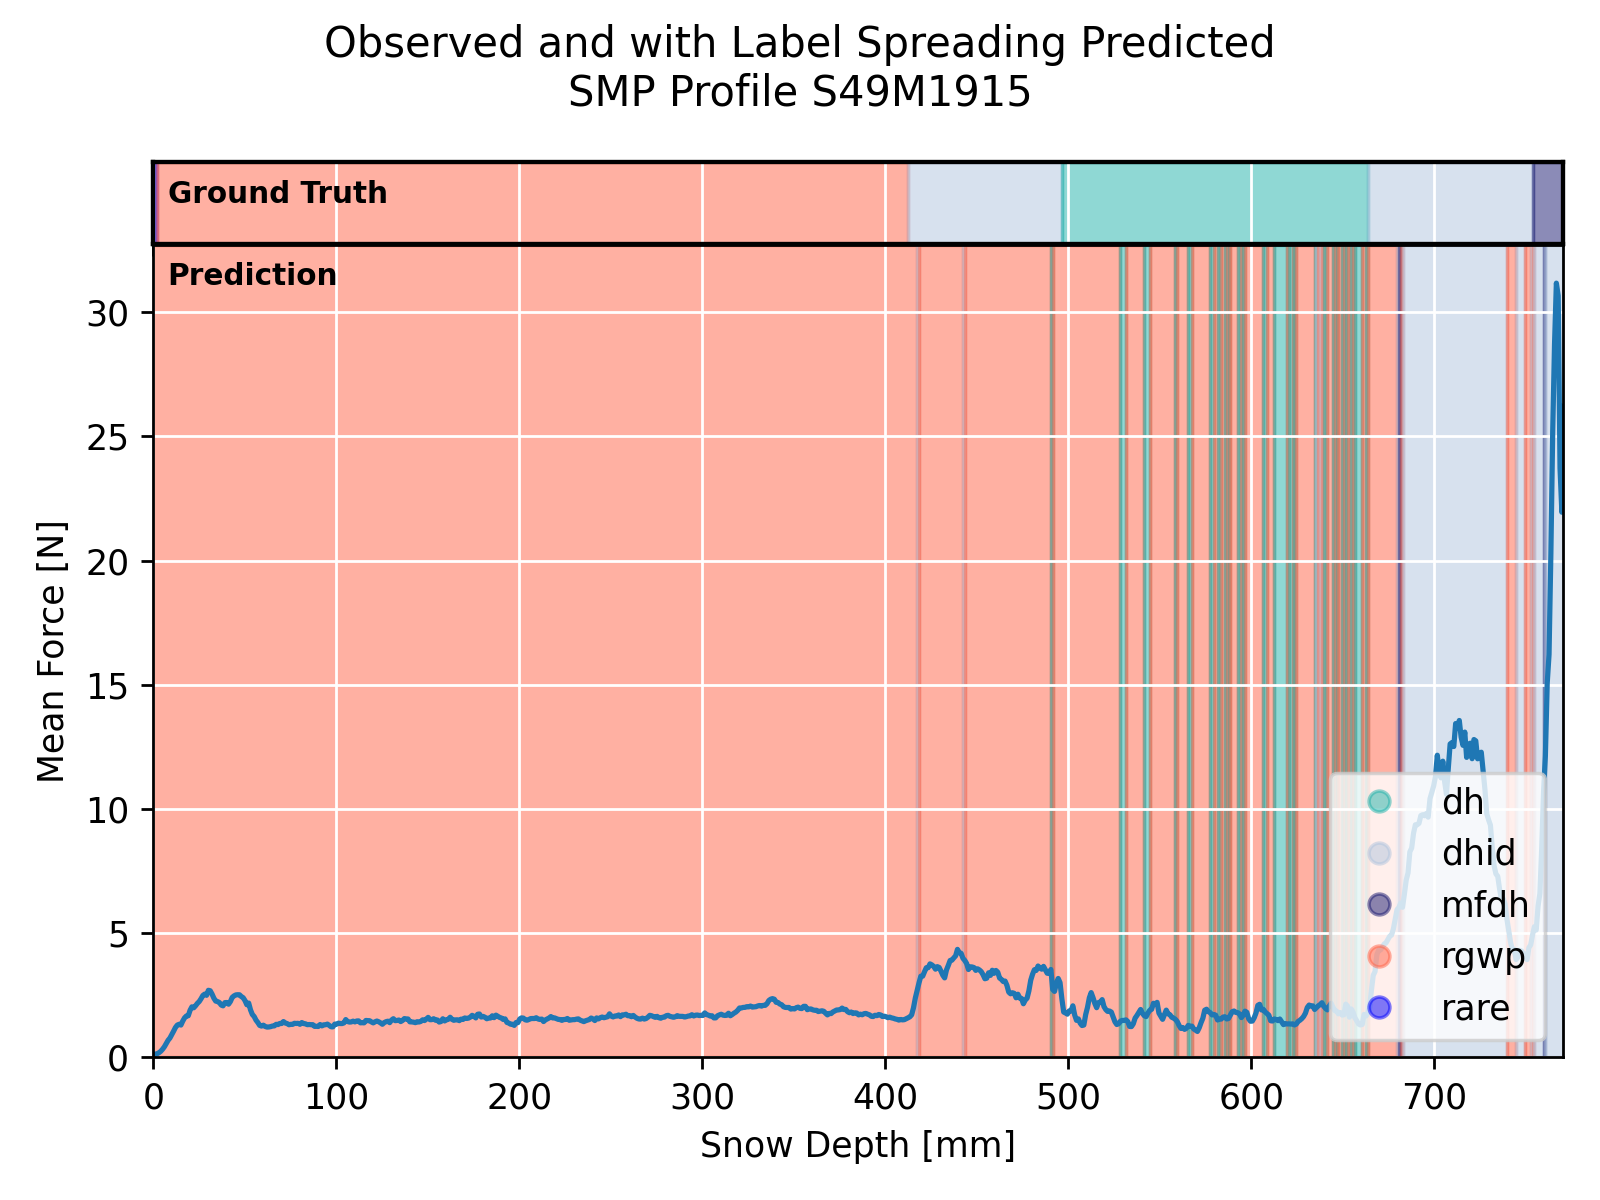 Observed and with Label Spreading Predicted
SMP Profile S49M1915
Ground Truth
Prediction
30
25
20
15
10
5
0
Mean Force [N]
dh
dhid
mfdh
rgwp
rare
0 100 200 300 400 500 600 700
Snow Depth [mm]